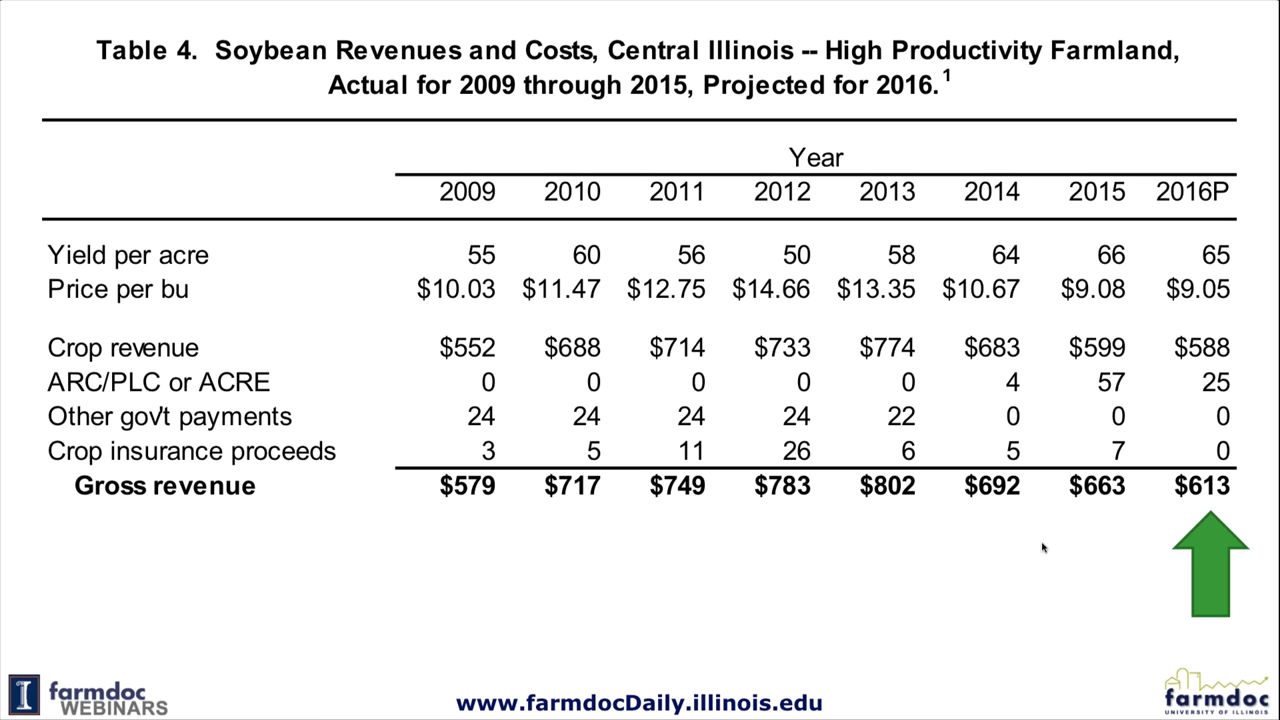 Table 4. Soybean Revenues and Costs, Central Illinois -- High Productivity Farmland,
Actual for 2009 through 2015, Projected for 2016.1
Year
2009 2010 2011 2012 2013 2014 2015 2016P
Yield per acre 55 60 56 50 58 64 66 65
Price per bu $10.03 $11.47 $12.75 $14.66 $13.35 $10.67 $9.08 $9.05
Crop revenue $552 $688 $714 $733 $774 $683 $599 $588
ARC/PLC or ACRE 0 0 0 0 0 4 57 25
Other gov't payments 24 24 24 24 22 0 0 0
Crop insurance proceeds 3 5 11 26 6 5 7 0
Gross revenue $579 $717 $749 $783 $802 $692 $663 $613
I
farmdoc
WEBINARS
www.farmdocDaily.illinois.edu
farmdoc
UNIVERSITY OF ILLINOIS